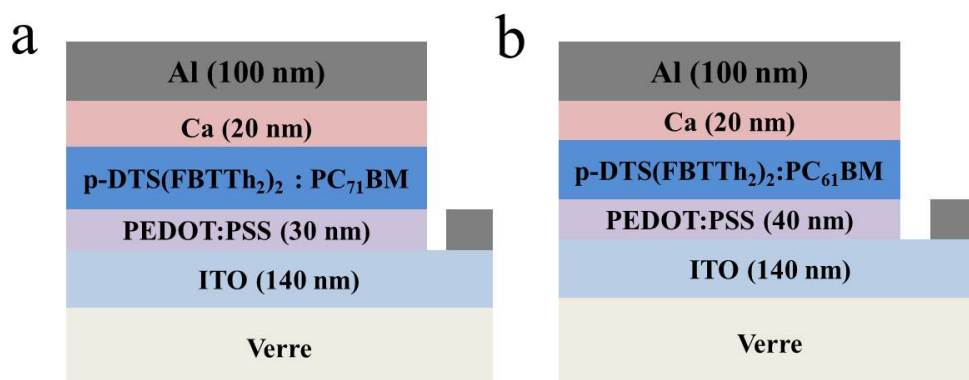 a
Al (100 nm)
Ca (20 nm)
p-DTS(FBTTh₂)₂ : PC₇₁BM
PEDOT:PSS (30 nm)
ITO (140 nm)
Verre
b
Al (100 nm)
Ca (20 nm)
p-DTS(FBTTh₂)₂:PC₆₁BM
PEDOT:PSS (40 nm)
ITO (140 nm)
Verre